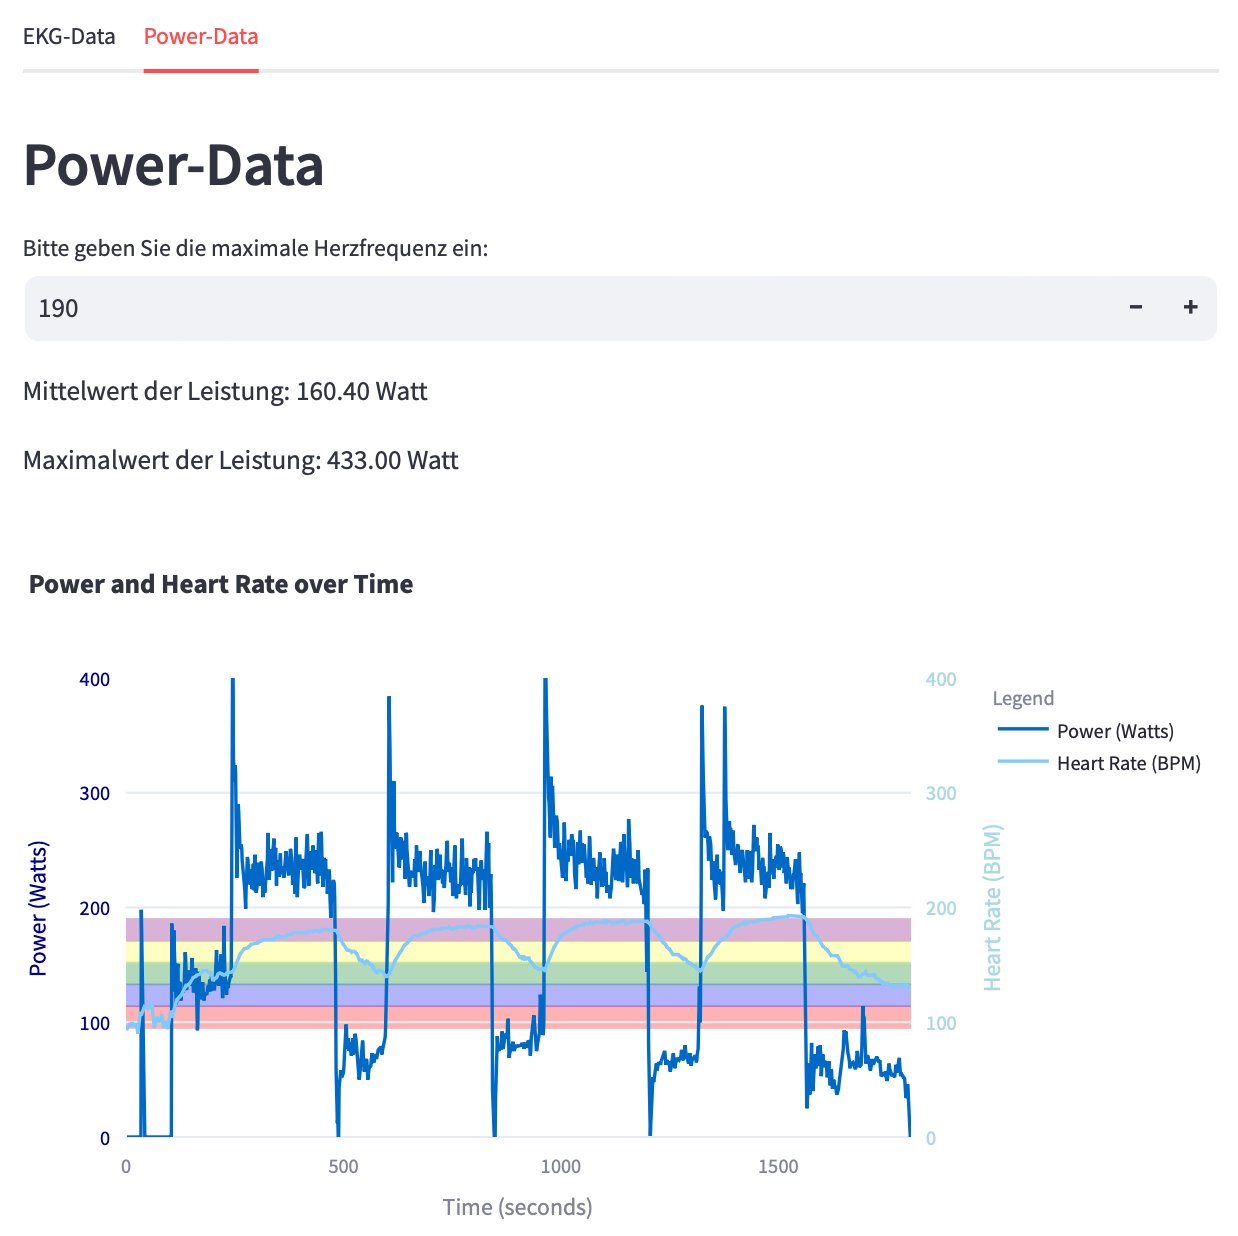 EKG-Data Power-Data
Power-Data
Bitte geben Sie die maximale Herzfrequenz ein:
190 - +
Mittelwert der Leistung: 160.40 Watt
Maximalwert der Leistung: 433.00 Watt
Power and Heart Rate over Time
Power (Watts)
400
300
200
100
0
400
300
200
100
0
Heart Rate (BPM)
Legend
Power (Watts)
Heart Rate (BPM)
0 500 1000 1500
Time (seconds)